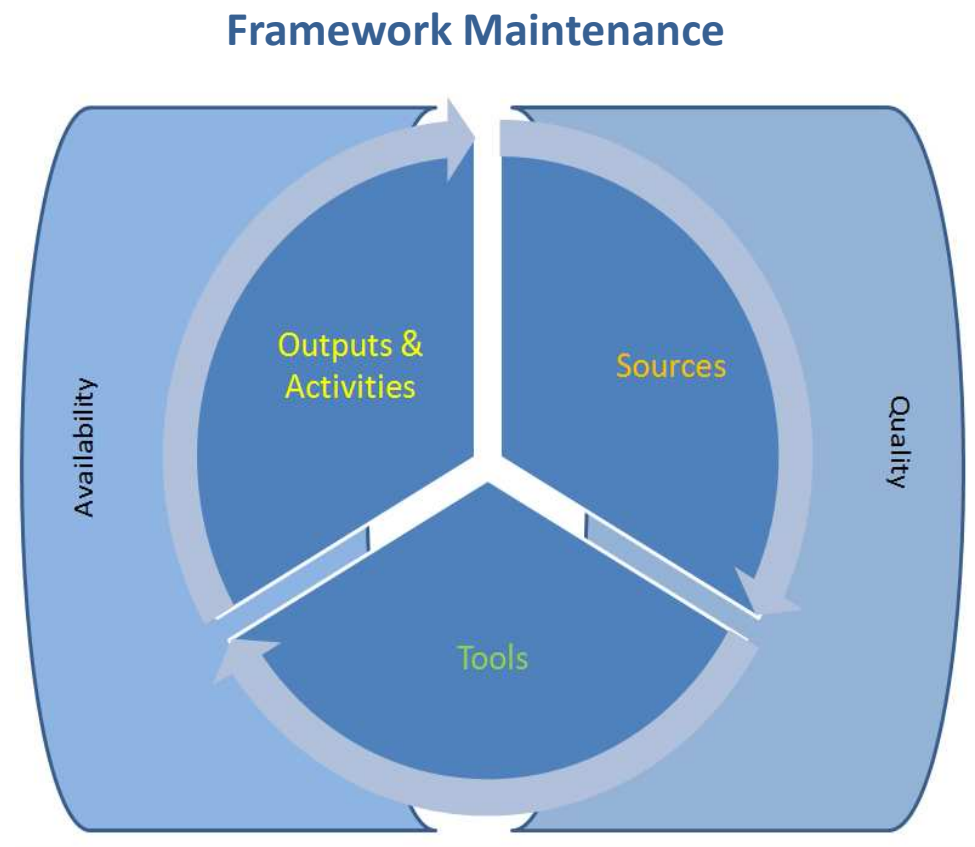 Framework Maintenance
Outputs &
Activities
Sources
Availability
Quality
Tools